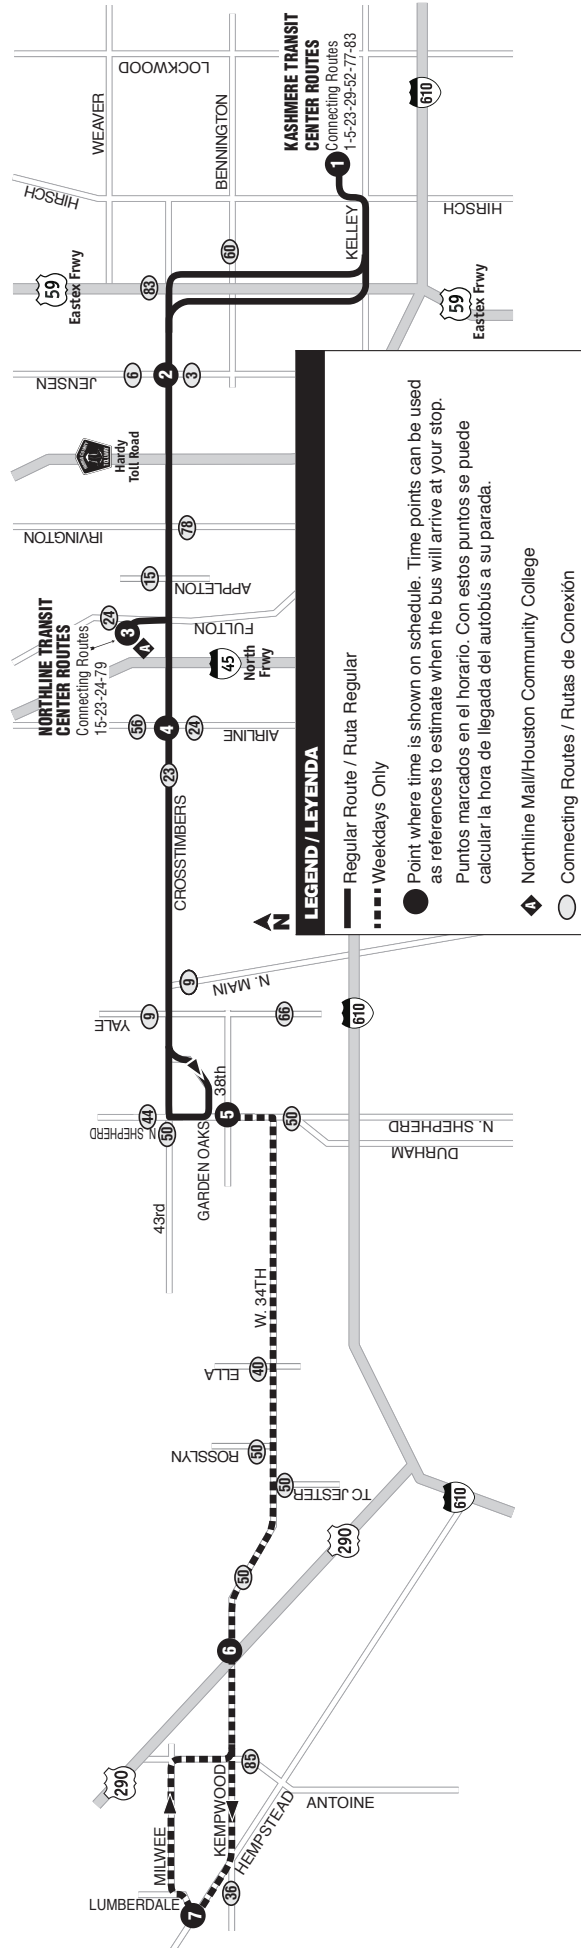 290
MILWEE
LUMBERDALE
7
KEMPWOOD
36
HEMPSTEAD
85
ANTOINE
6
290
50
610
TC JESTER
50
ROSSLYN
50
ELLA
40
W. 34TH
43rd
N. SHEPHERD
44
50
GARDEN OAKS
38th
5
50
DURHAM
N. SHEPHERD
YALE
9
9
N. MAIN
66
610
N
CROSSTIMBERS
23
NORTHLINE TRANSIT
CENTER ROUTES
Connecting Routes
15-23-24-79
56
4
24
AIRLINE
3
24
A
45
North
Frwy
FULTON
15
APPLETON
IRVINGTON
78
Hardy
Toll Road
JENSEN
6
2
3
59
Eastex Frwy
83
60
HIRSCH
WEAVER
LOCKWOOD
BENNINGTON
KASHMERE TRANSIT
CENTER ROUTES
Connecting Routes
1-5-23-29-52-77-83
1
KELLEY
HIRSCH
610
59
Eastex Frwy
LEGEND / LEYENDA
Regular Route / Ruta Regular
Weekdays Only
Point where time is shown on schedule. Time points can be used
as references to estimate when the bus will arrive at your stop.
Puntos marcados en el horario. Con estos puntos se puede
calcular la hora de llegada del autobús a su parada.
A Northline Mall/Houston Community College
Connecting Routes / Rutas de Conexión